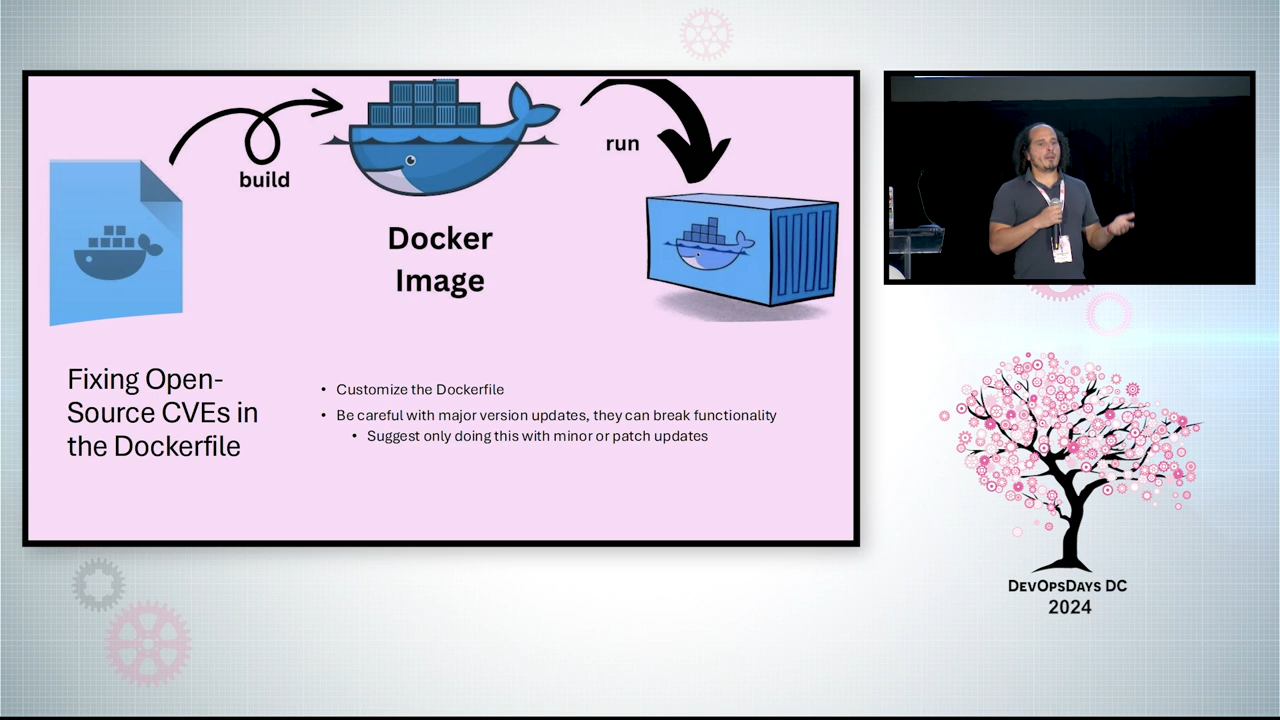 build
run
Docker
Image
Fixing Open-
Source CVEs in
the Dockerfile
• Customize the Dockerfile
• Be careful with major version updates, they can break functionality
• Suggest only doing this with minor or patch updates
DevOpsDays DC
2024